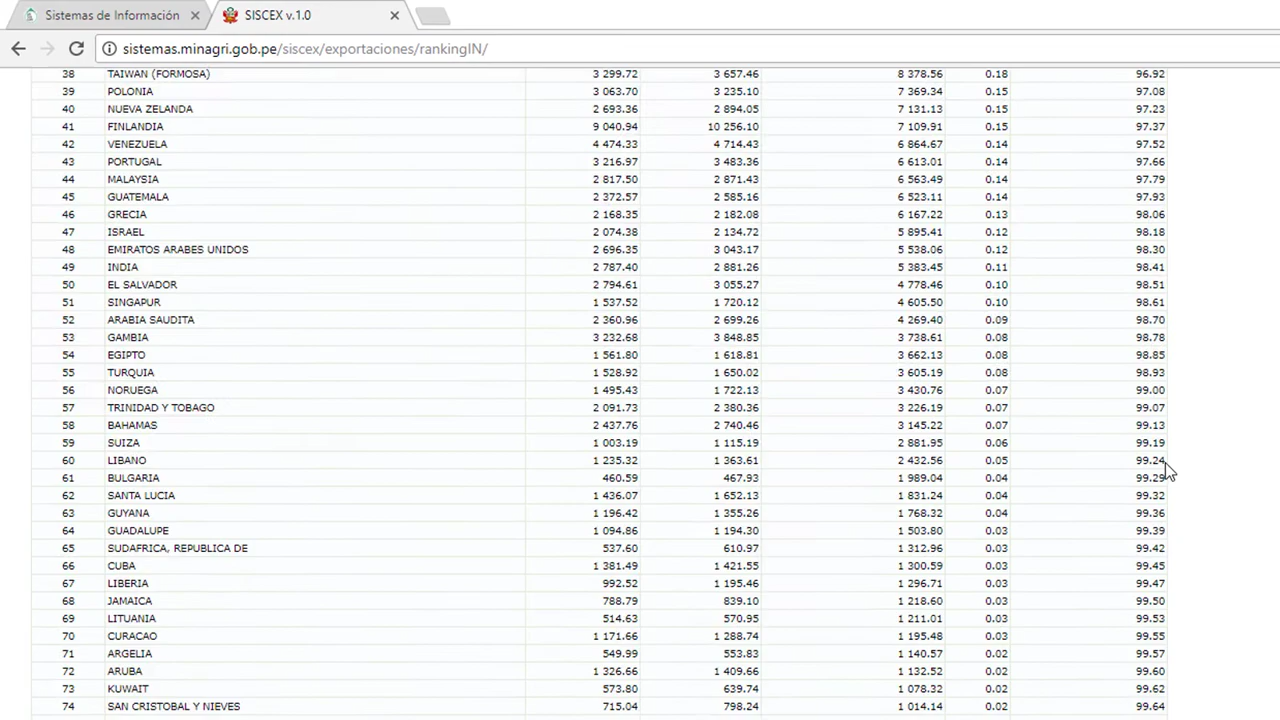 Sistemas de Información
SISCEX v.1.0
sistemas.minagri.gob.pe/siscex/exportaciones/rankingIN/
38 TAIWAN (FORMOSA) 3 299.72 3 657.46 8 378.56 0.18 96.92
39 POLONIA 3 063.70 3 235.10 7 369.34 0.15 97.08
40 NUEVA ZELANDA 2 693.36 2 894.05 7 131.13 0.15 97.23
41 FINLANDIA 9 040.94 10 256.10 7 109.91 0.15 97.37
42 VENEZUELA 4 474.33 4 714.43 6 864.67 0.14 97.52
43 PORTUGAL 3 216.97 3 483.36 6 613.01 0.14 97.66
44 MALAYSIA 2 817.50 2 871.43 6 563.49 0.14 97.79
45 GUATEMALA 2 372.57 2 585.16 6 523.11 0.14 97.93
46 GRECIA 2 168.35 2 182.08 6 167.22 0.13 98.06
47 ISRAEL 2 074.38 2 134.72 5 895.41 0.12 98.18
48 EMIRATOS ARABES UNIDOS 2 696.35 3 043.17 5 538.06 0.12 98.30
49 INDIA 2 787.40 2 881.26 5 383.45 0.11 98.41
50 EL SALVADOR 2 794.61 3 055.27 4 778.46 0.10 98.51
51 SINGAPUR 1 537.52 1 720.12 4 605.50 0.10 98.61
52 ARABIA SAUDITA 2 360.96 2 699.26 4 269.40 0.09 98.70
53 GAMBIA 3 232.68 3 848.85 3 738.61 0.08 98.78
54 EGIPTO 1 561.80 1 618.81 3 662.13 0.08 98.85
55 TURQUIA 1 528.92 1 650.02 3 605.19 0.08 98.93
56 NORUEGA 1 495.43 1 722.13 3 430.76 0.07 99.00
57 TRINIDAD Y TOBAGO 2 091.73 2 380.36 3 226.19 0.07 99.07
58 BAHAMAS 2 437.76 2 740.46 3 145.22 0.07 99.13
59 SUIZA 1 003.19 1 115.19 2 881.95 0.06 99.19
60 LIBANO 1 235.32 1 363.61 2 432.56 0.05 99.24
61 BULGARIA 460.59 467.93 1 989.04 0.04 99.29
62 SANTA LUCIA 1 436.07 1 652.13 1 831.24 0.04 99.32
63 GUYANA 1 196.42 1 355.26 1 768.32 0.04 99.36
64 GUADALUPE 1 094.86 1 194.30 1 503.80 0.03 99.39
65 SUDAFRICA, REPUBLICA DE 537.60 610.97 1 312.96 0.03 99.42
66 CUBA 1 381.49 1 421.55 1 300.59 0.03 99.45
67 LIBERIA 992.52 1 195.46 1 296.71 0.03 99.47
68 JAMAICA 788.79 839.10 1 218.60 0.03 99.50
69 LITUANIA 514.63 570.95 1 211.01 0.03 99.53
70 CURACAO 1 171.66 1 288.74 1 195.48 0.03 99.55
71 ARGELIA 549.99 553.83 1 140.57 0.02 99.57
72 ARUBA 1 326.66 1 409.66 1 132.52 0.02 99.60
73 KUWAIT 573.80 639.74 1 078.32 0.02 99.62
74 SAN CRISTOBAL Y NIEVES 715.04 798.24 1 014.14 0.02 99.64